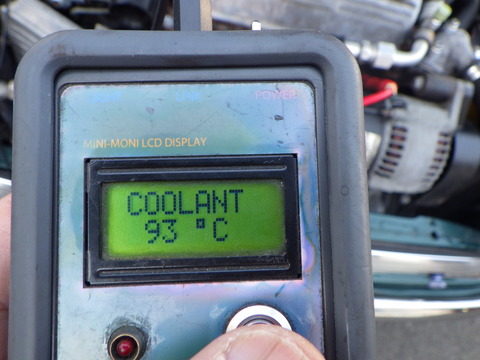 POWER
MINI-MONI LCD DISPLAY
COOLANT
93 °C